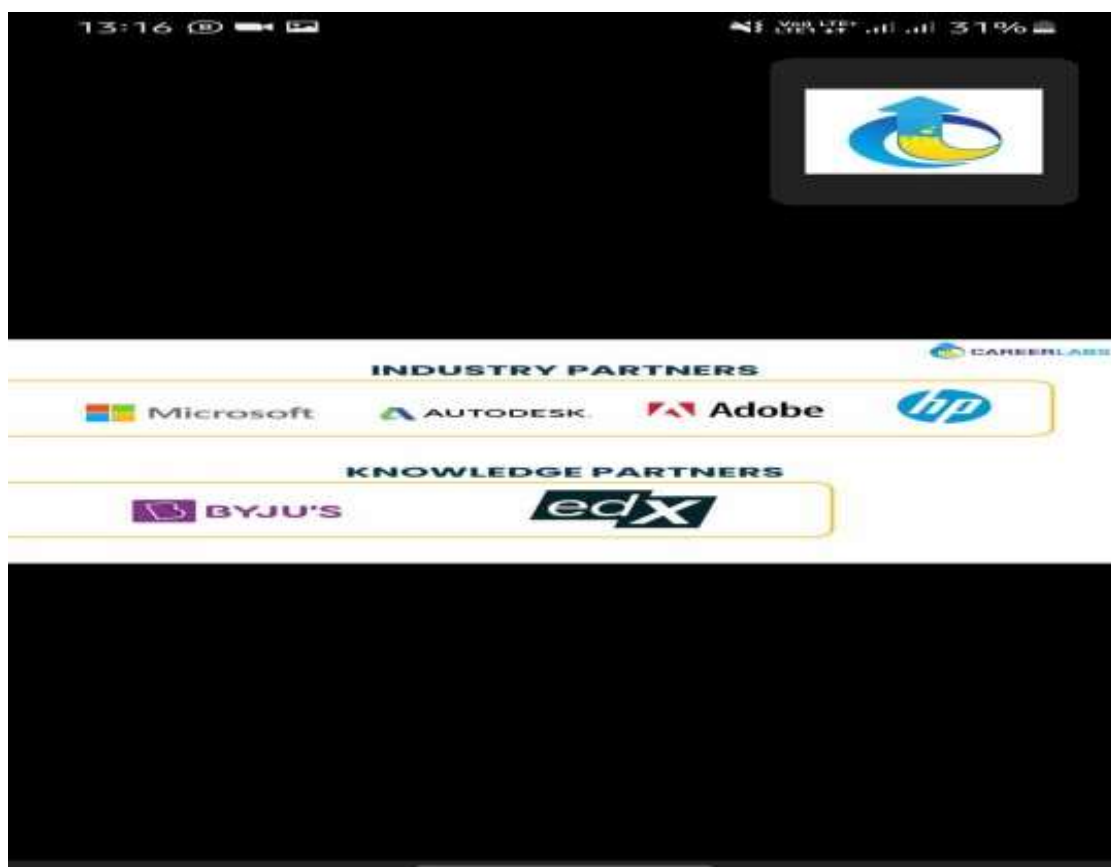 13:16
31%
CAREERLABS
INDUSTRY PARTNERS
Microsoft AUTODESK. Adobe hp
KNOWLEDGE PARTNERS
BYJU'S edX